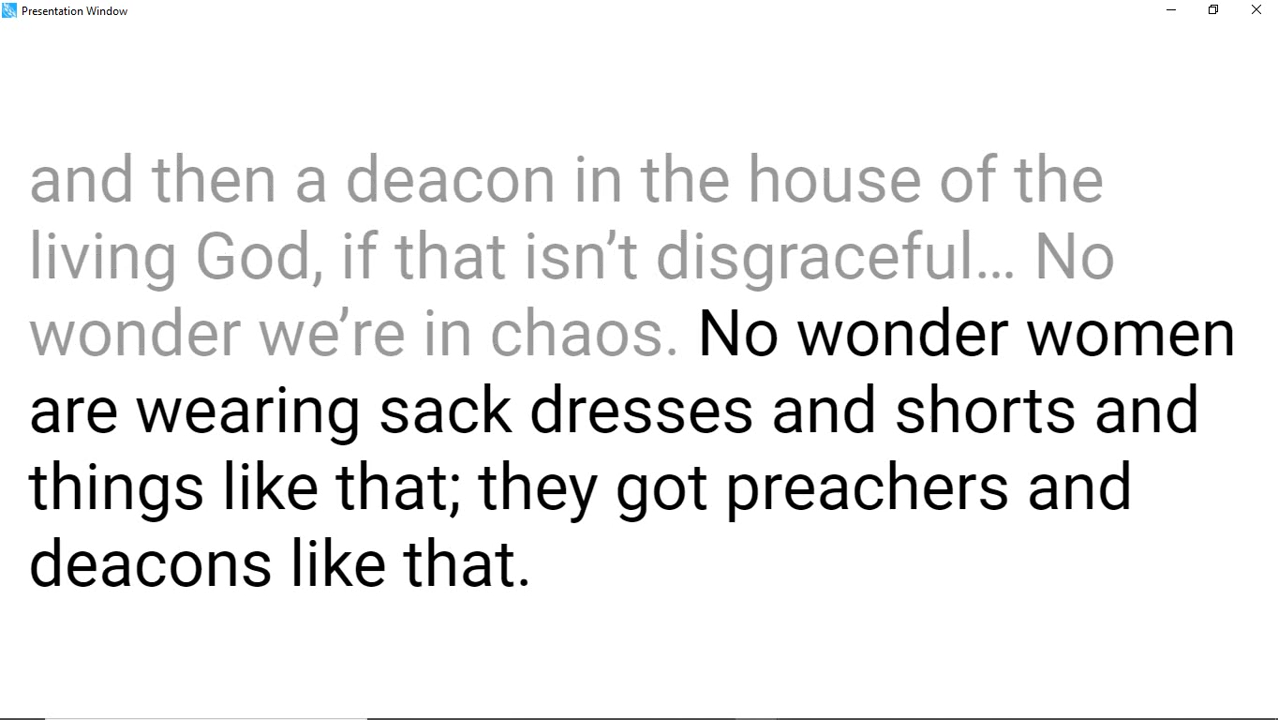 Presentation Window
and then a deacon in the house of the
living God, if that isn’t disgraceful… No
wonder we’re in chaos. No wonder women
are wearing sack dresses and shorts and
things like that; they got preachers and
deacons like that.